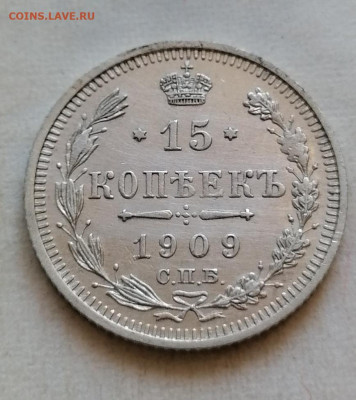 COINS.LAVE.RU
* 15 *
КОПѢЕКЪ
1909
С.П.Б.